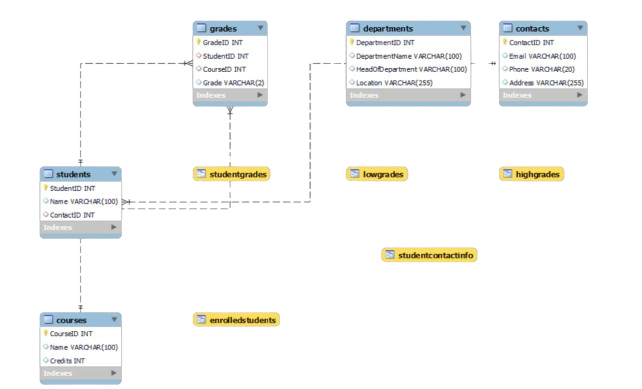 grades
GradeID INT
StudentID INT
CourseID INT
Grade VARCHAR(2)
Indexes
departments
DepartmentID INT
DepartmentName VARCHAR(100)
HeadOfDepartment VARCHAR(100)
Location VARCHAR(255)
Indexes
contacts
ContactID INT
Email VARCHAR(100)
Phone VARCHAR(20)
Address VARCHAR(255)
Indexes
students
StudentID INT
Name VARCHAR(100)
ContactID INT
Indexes
studentgrades
lowgrades
highgrades
studentcontactinfo
courses
CourseID INT
Name VARCHAR(100)
Credits INT
Indexes
enrolledstudents